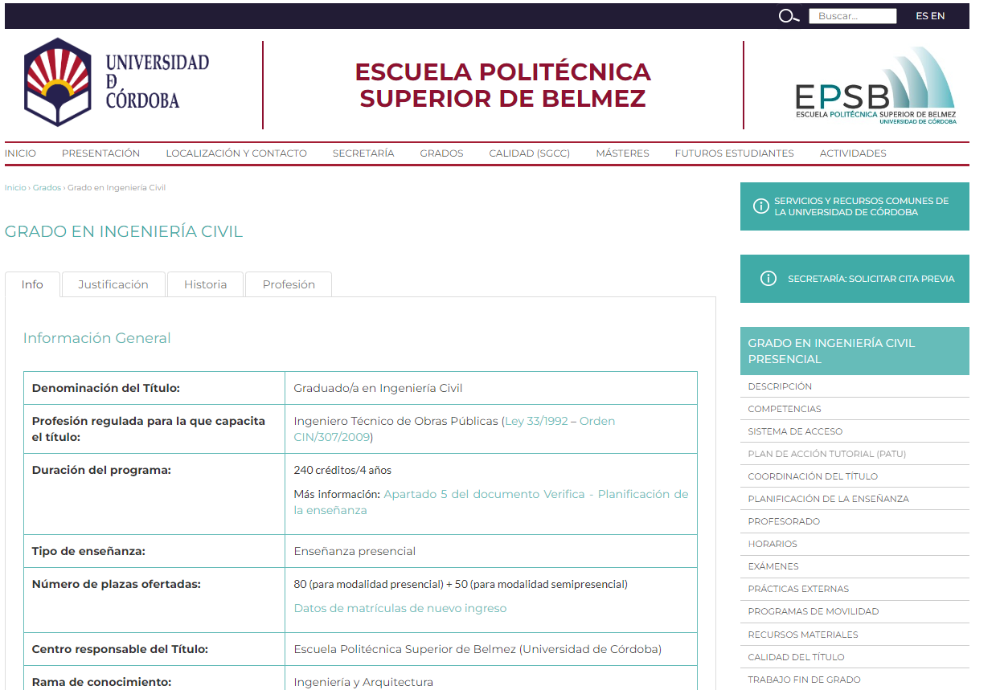 Buscar...
ES EN
UNIVERSIDAD
Ð
CÓRDOBA
ESCUELA POLITÉCNICA
SUPERIOR DE BELMEZ
EPSB
ESCUELA POLITÉCNICA SUPERIOR DE BELMEZ
UNIVERSIDAD DE CÓRDOBA
INICIO PRESENTACIÓN LOCALIZACIÓN Y CONTACTO SECRETARÍA GRADOS CALIDAD (SGCC) MÁSTERES FUTUROS ESTUDIANTES ACTIVIDADES
Inicio › Grados › Grado en Ingeniería Civil
GRADO EN INGENIERÍA CIVIL
Info Justificación Historia Profesión
Información General
Denominación del Título: Graduado/a en Ingeniería Civil
Profesión regulada para la que capacita
el título:
Ingeniero Técnico de Obras Públicas (Ley 33/1992 – Orden
CIN/307/2009)
Duración del programa: 240 créditos/4 años
Más información: Apartado 5 del documento Verifica - Planificación de
la enseñanza
Tipo de enseñanza: Enseñanza presencial
Número de plazas ofertadas: 80 (para modalidad presencial) + 50 (para modalidad semipresencial)
Datos de matrículas de nuevo ingreso
Centro responsable del Título: Escuela Politécnica Superior de Belmez (Universidad de Córdoba)
Rama de conocimiento: Ingeniería y Arquitectura
SERVICIOS Y RECURSOS COMUNES DE
LA UNIVERSIDAD DE CÓRDOBA
SECRETARÍA: SOLICITAR CITA PREVIA
GRADO EN INGENIERÍA CIVIL
PRESENCIAL
DESCRIPCIÓN
COMPETENCIAS
SISTEMA DE ACCESO
PLAN DE ACCIÓN TUTORIAL (PATU)
COORDINACIÓN DEL TÍTULO
PLANIFICACIÓN DE LA ENSEÑANZA
PROFESORADO
HORARIOS
EXÁMENES
PRÁCTICAS EXTERNAS
PROGRAMAS DE MOVILIDAD
RECURSOS MATERIALES
CALIDAD DEL TÍTULO
TRABAJO FIN DE GRADO